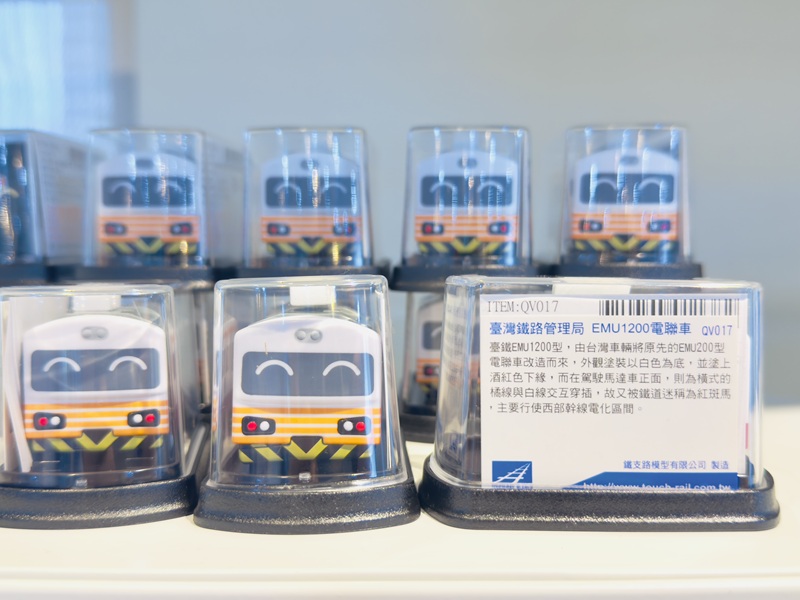 ITEM:QV017
臺灣鐵路管理局 EMU1200電聯車 QV017
臺鐵EMU1200型，由台灣車輛將原先的EMU200型
電聯車改造而來，外觀塗裝以白色為底，並塗上
酒紅色下緣，而在駕駛馬達車正面，則為橫式的
橘線與白線交互穿插，故又被鐵道迷稱為紅斑馬
，主要行使西部幹線電化區間。
鐵支路模型有限公司 製造
http://www.touch-rail.com.tw